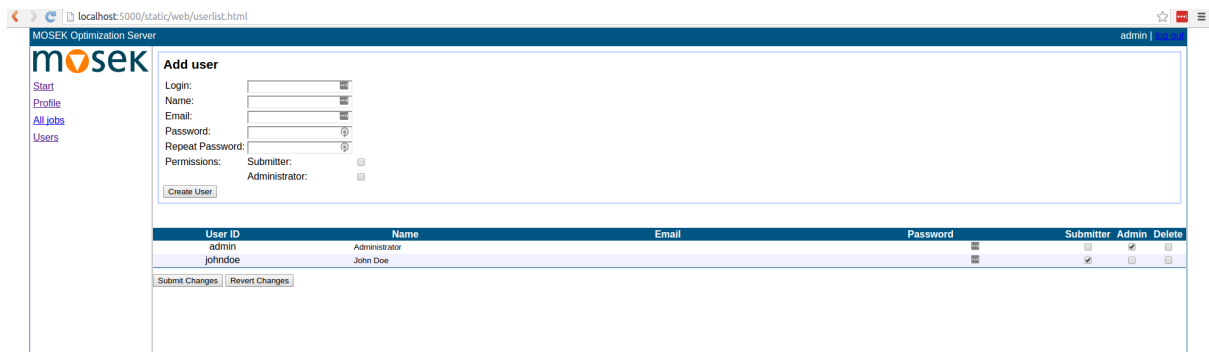 localhost:5000/static/web/userlist.html
MOSEK Optimization Server
admin | log out
mosek
Start
Profile
All jobs
Users
Add user
Login:
Name:
Email:
Password:
Repeat Password:
Permissions: Submitter:
Administrator:
Create User
User ID Name Email Password Submitter Admin Delete
admin Administrator
johndoe John Doe
Submit Changes Revert Changes